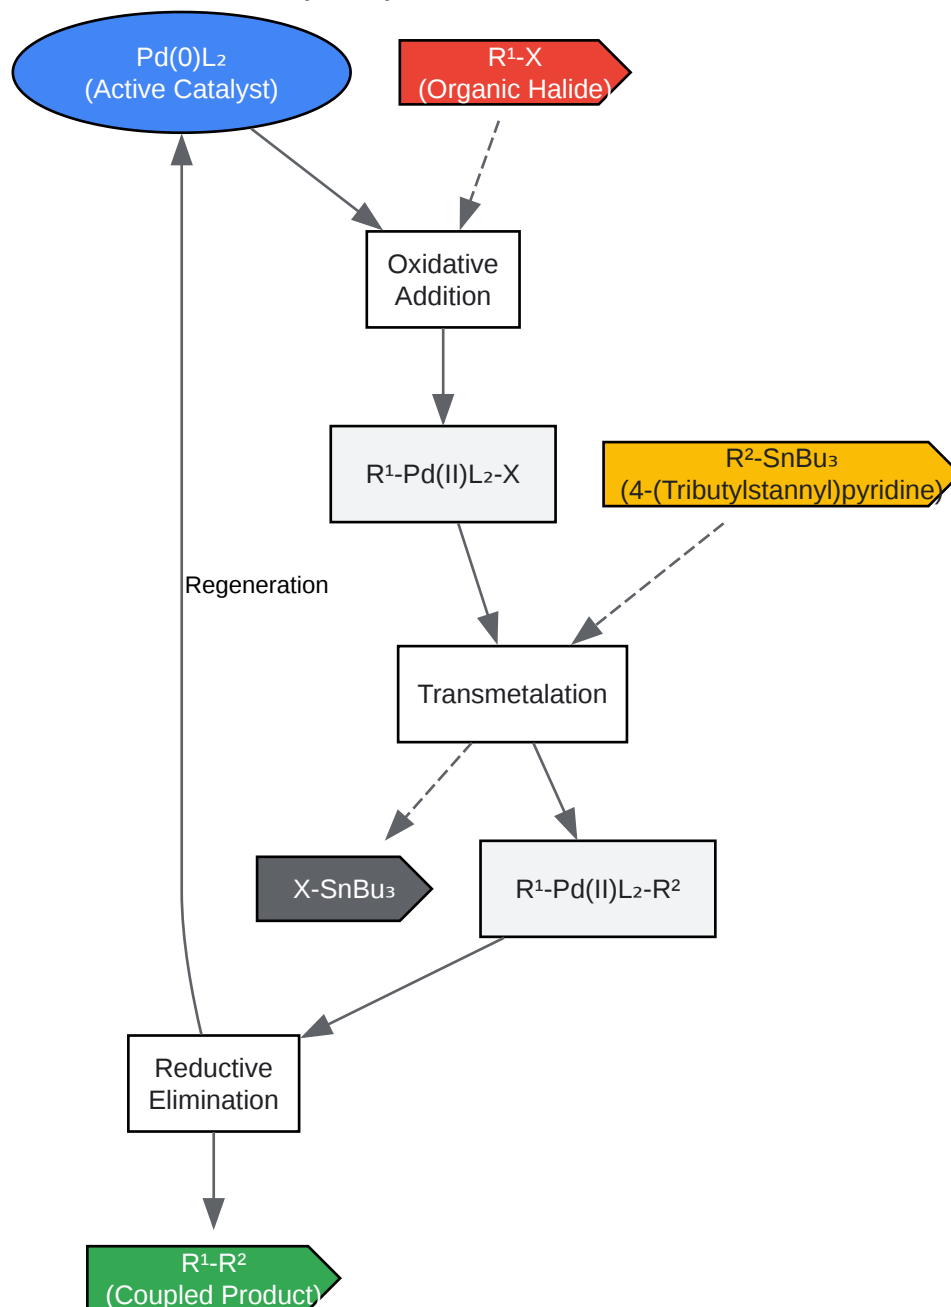 Pd(0)L₂
(Active Catalyst)
R¹-X
(Organic Halide)
Oxidative
Addition
R¹-Pd(II)L₂-X
R²-SnBu₃
(4-(Tributylstannyl)pyridine)
Regeneration
Transmetalation
X-SnBu₃
R¹-Pd(II)L₂-R²
Reductive
Elimination
R¹-R²
(Coupled Product)